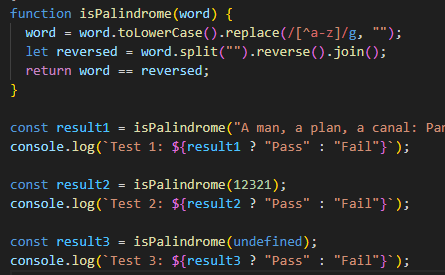 function isPalindrome(word) {
  word = word.toLowerCase().replace(/[^a-z]/g, "");
  let reversed = word.split("").reverse().join();
  return word == reversed;
}

const result1 = isPalindrome("A man, a plan, a canal:
console.log(`Test 1: ${result1 ? "Pass" : "Fail"}`);

const result2 = isPalindrome(12321);
console.log(`Test 2: ${result2 ? "Pass" : "Fail"}`);

const result3 = isPalindrome(undefined);
console.log(`Test 3: ${result3 ? "Pass" : "Fail"}`);